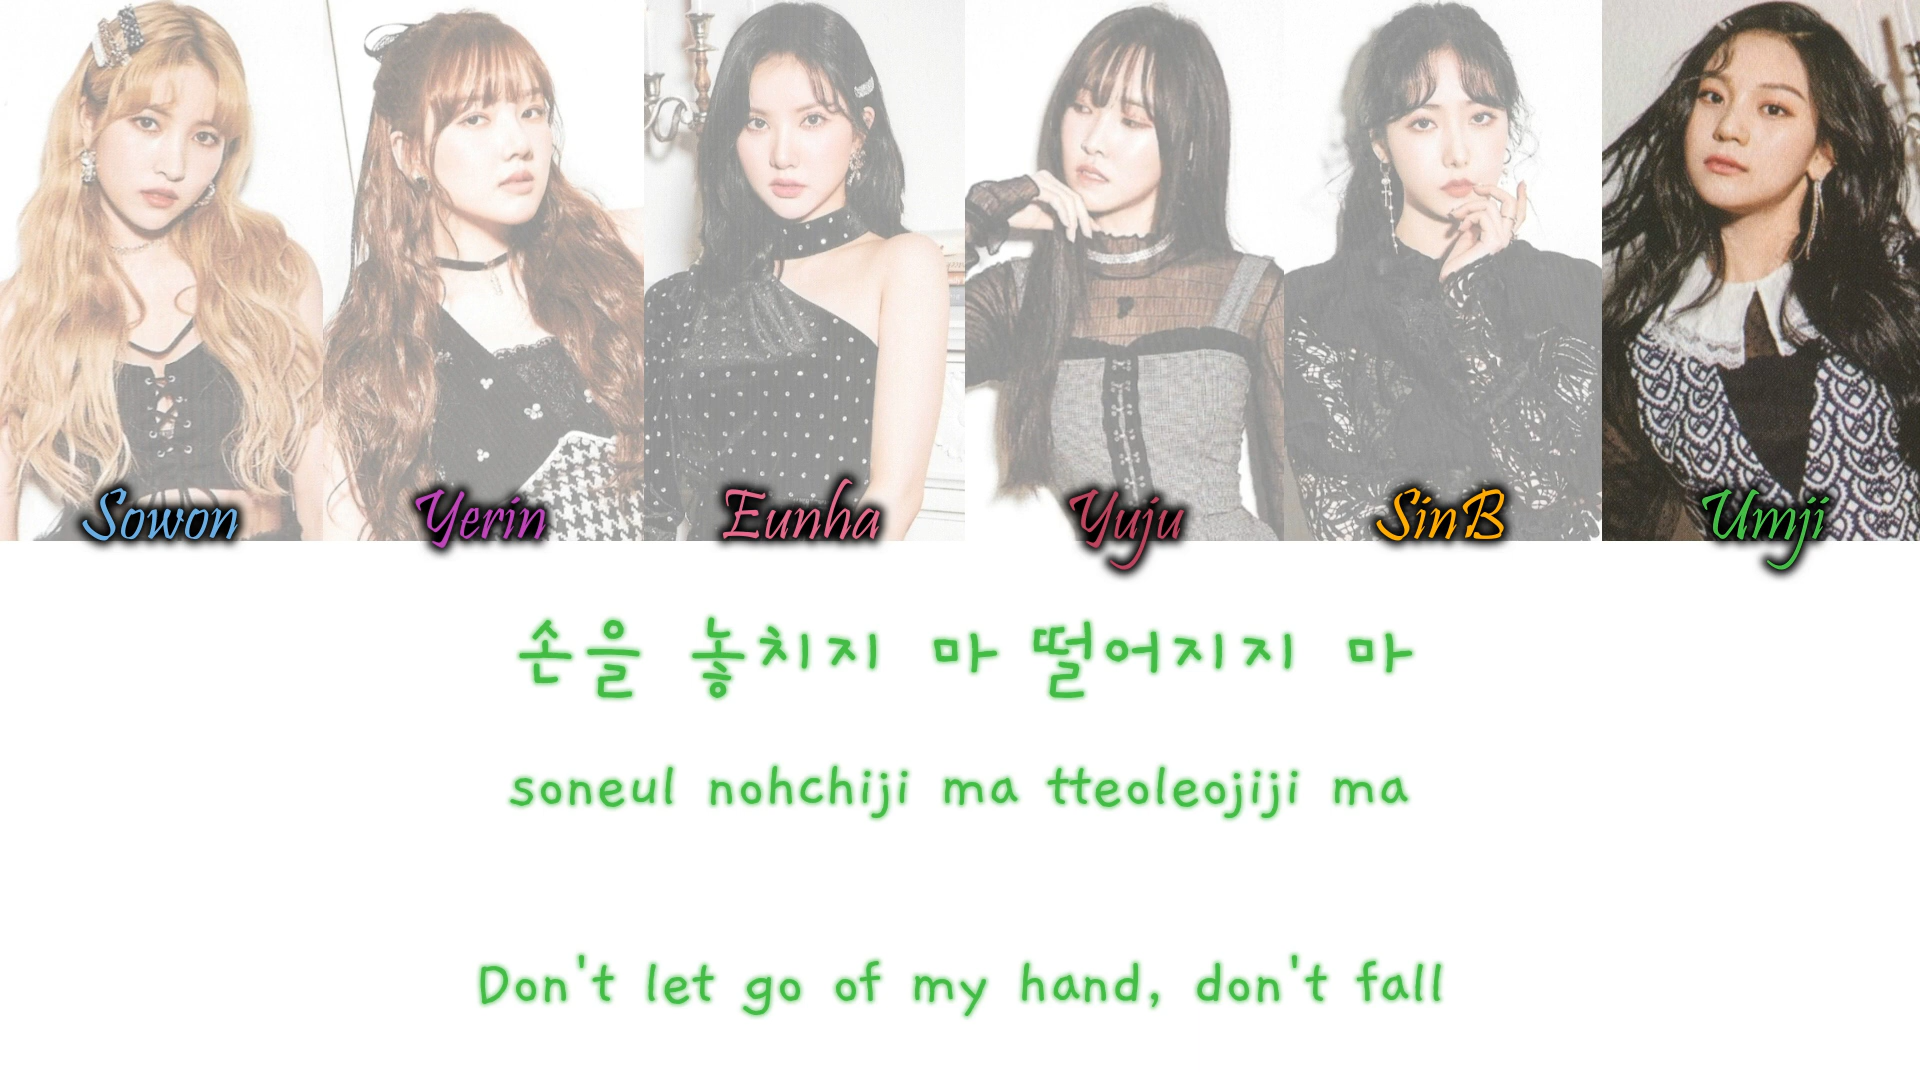 Sowon Yerin Eunha Yuju SinB Umji
손을 놓치지 마 떨어지지 마
soneul nohchiji ma tteoleojiji ma
Don't let go of my hand, don't fall